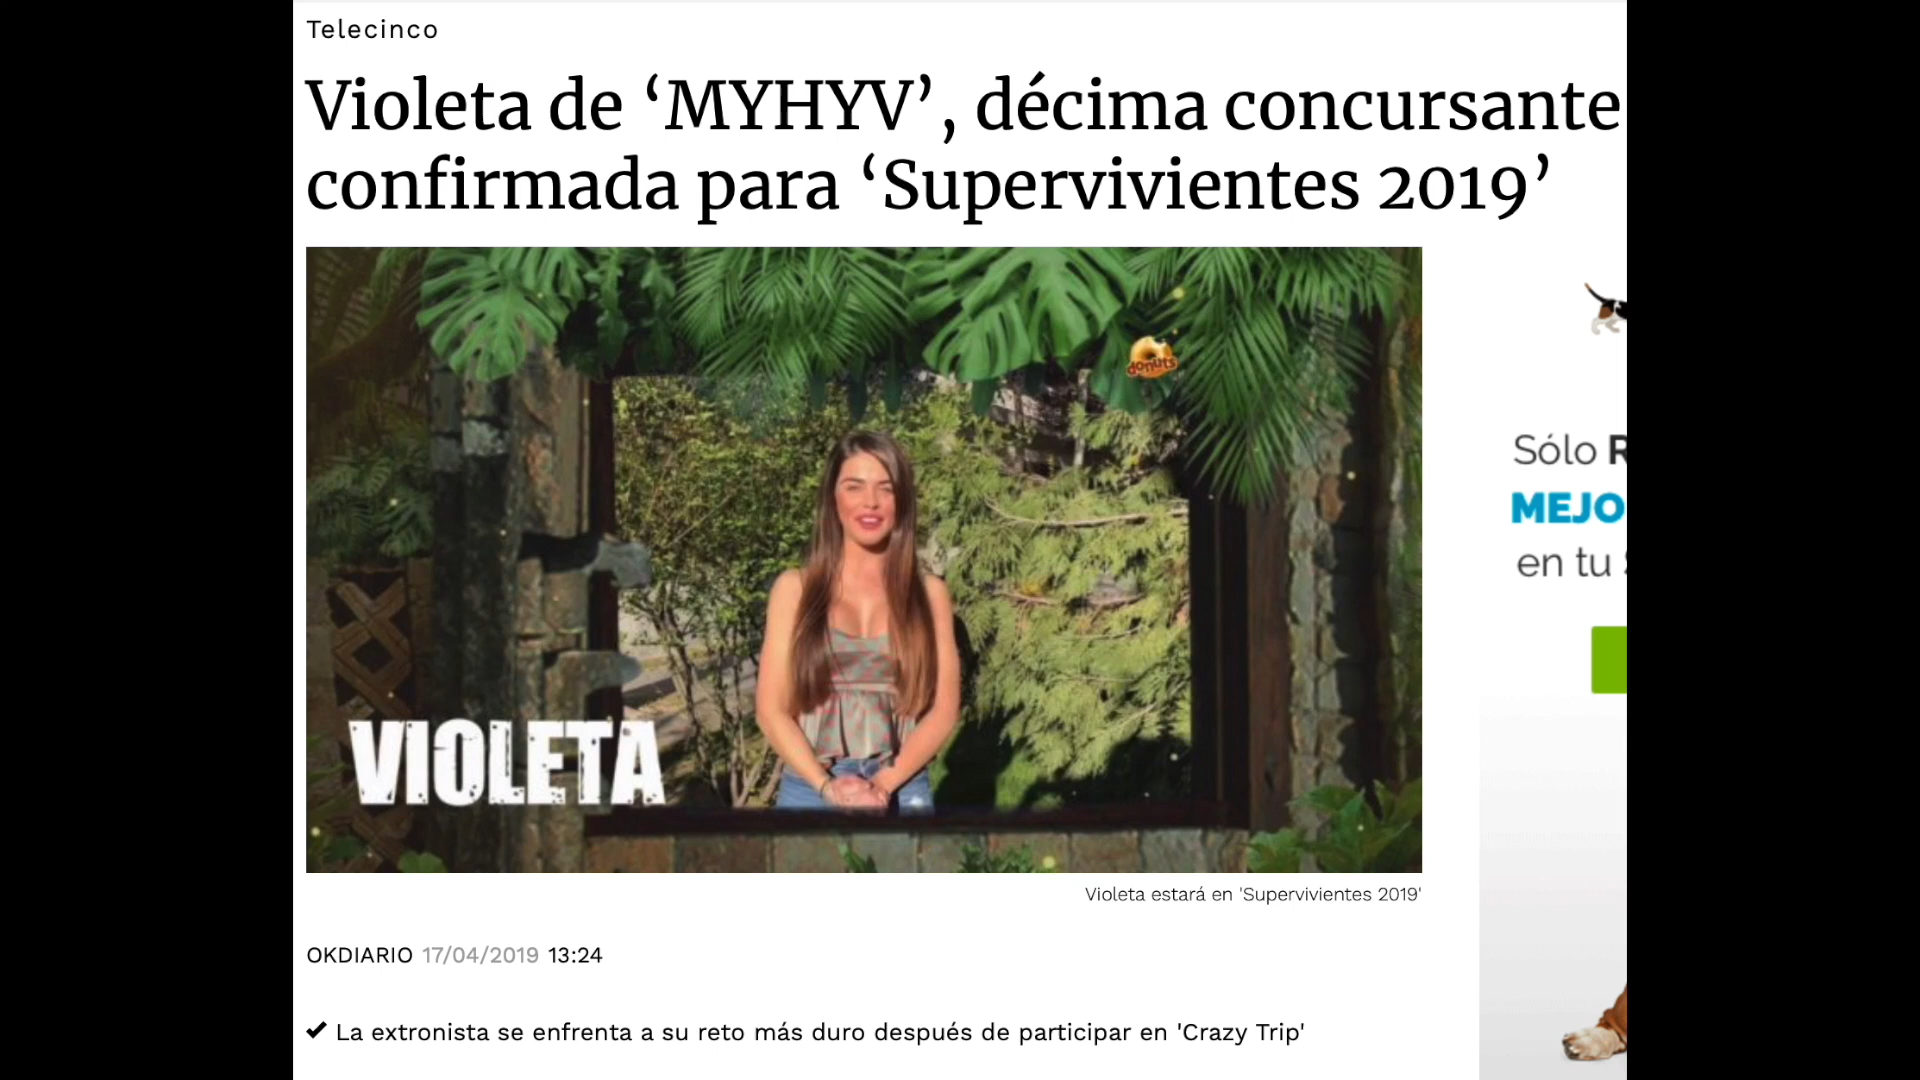 Telecinco
Violeta de ‘MYHYV’, décima concursante
confirmada para ‘Supervivientes 2019’
donuts
Sólo
MEJO
en tu
VIOLETA
Violeta estará en 'Supervivientes 2019'
OKDIARIO 17/04/2019 13:24
La extronista se enfrenta a su reto más duro después de participar en 'Crazy Trip'